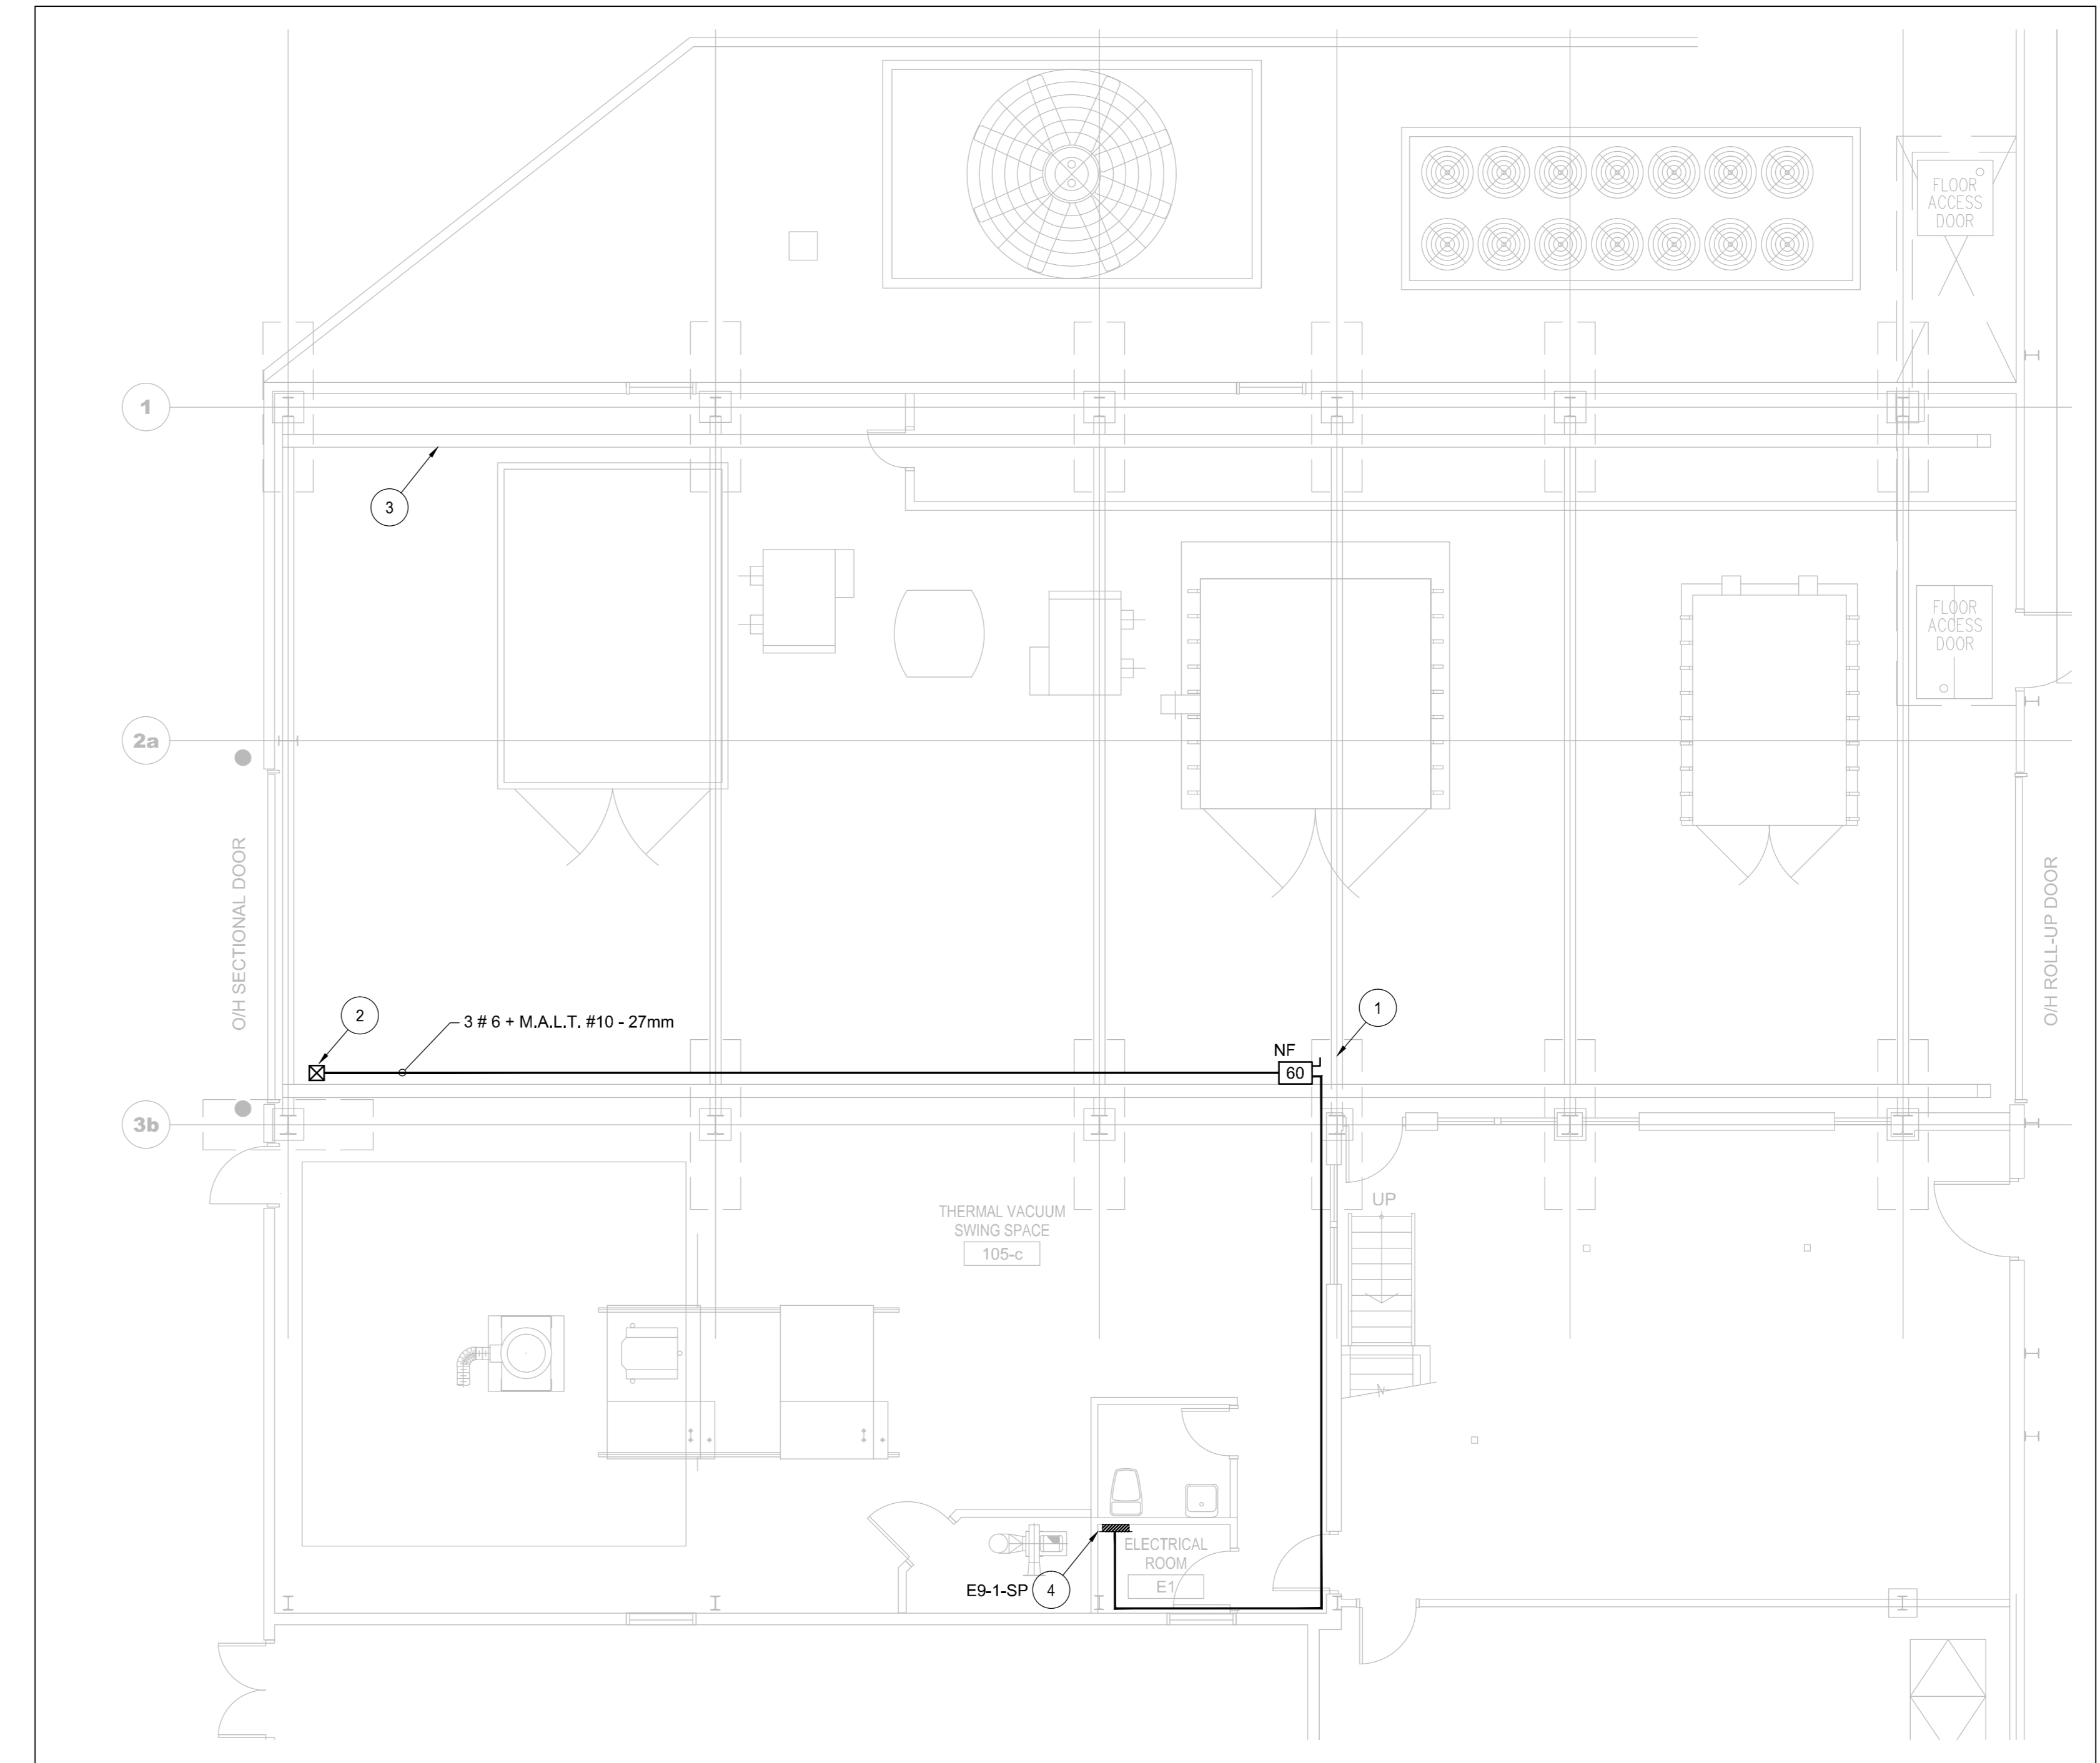 FLOOR
ACCESS
DOOR
1
3
FLOOR
ACCESS
DOOR
2a
O/H SECTIONAL DOOR
O/H ROLL-UP DOOR
2
3 # 6 + M.A.L.T. #10 - 27mm
1
NF
60
3b
UP
THERMAL VACUUM
SWING SPACE
105-c
ELECTRICAL
ROOM
E1
E9-1-SP
4